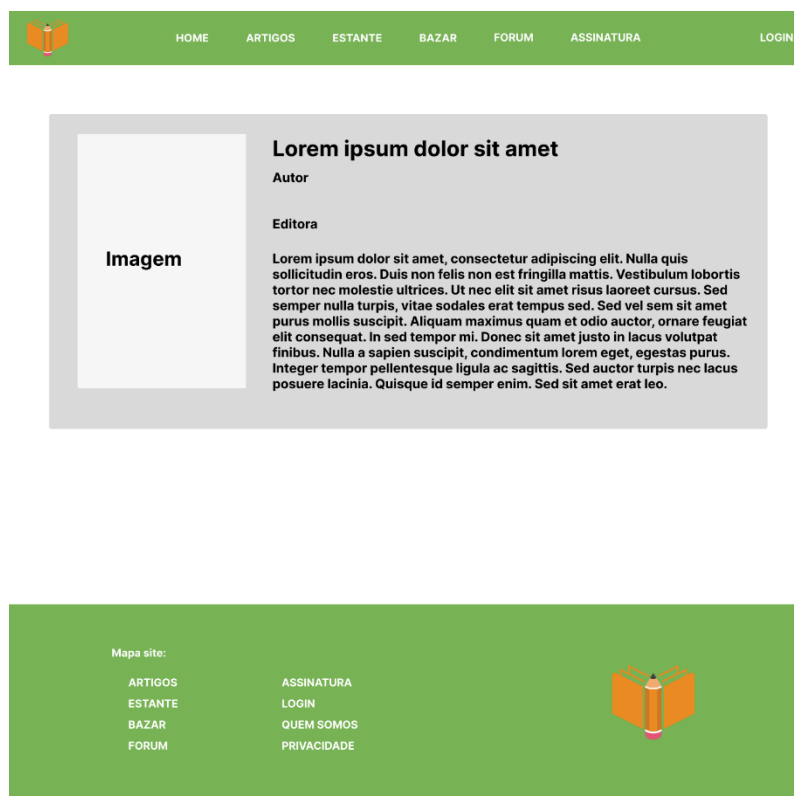 HOME ARTIGOS ESTANTE BAZAR FORUM ASSINATURA LOGIN
Lorem ipsum dolor sit amet
Autor
Editora
Imagem
Lorem ipsum dolor sit amet, consectetur adipiscing elit. Nulla quis
sollicitudin eros. Duis non felis non est fringilla mattis. Vestibulum lobortis
tortor nec molestie ultrices. Ut nec elit sit amet risus laoreet cursus. Sed
semper nulla turpis, vitae sodales erat tempus sed. Sed vel sem sit amet
purus mollis suscipit. Aliquam maximus quam et odio auctor, ornare feugiat
elit consequat. In sed tempor mi. Donec sit amet justo in lacus volutpat
finibus. Nulla a sapien suscipit, condimentum lorem eget, egestas purus.
Integer tempor pellentesque ligula ac sagittis. Sed auctor turpis nec lacus
posuere lacinia. Quisque id semper enim. Sed sit amet erat leo.
Mapa site:
ARTIGOS
ESTANTE
BAZAR
FORUM
ASSINATURA
LOGIN
QUEM SOMOS
PRIVACIDADE